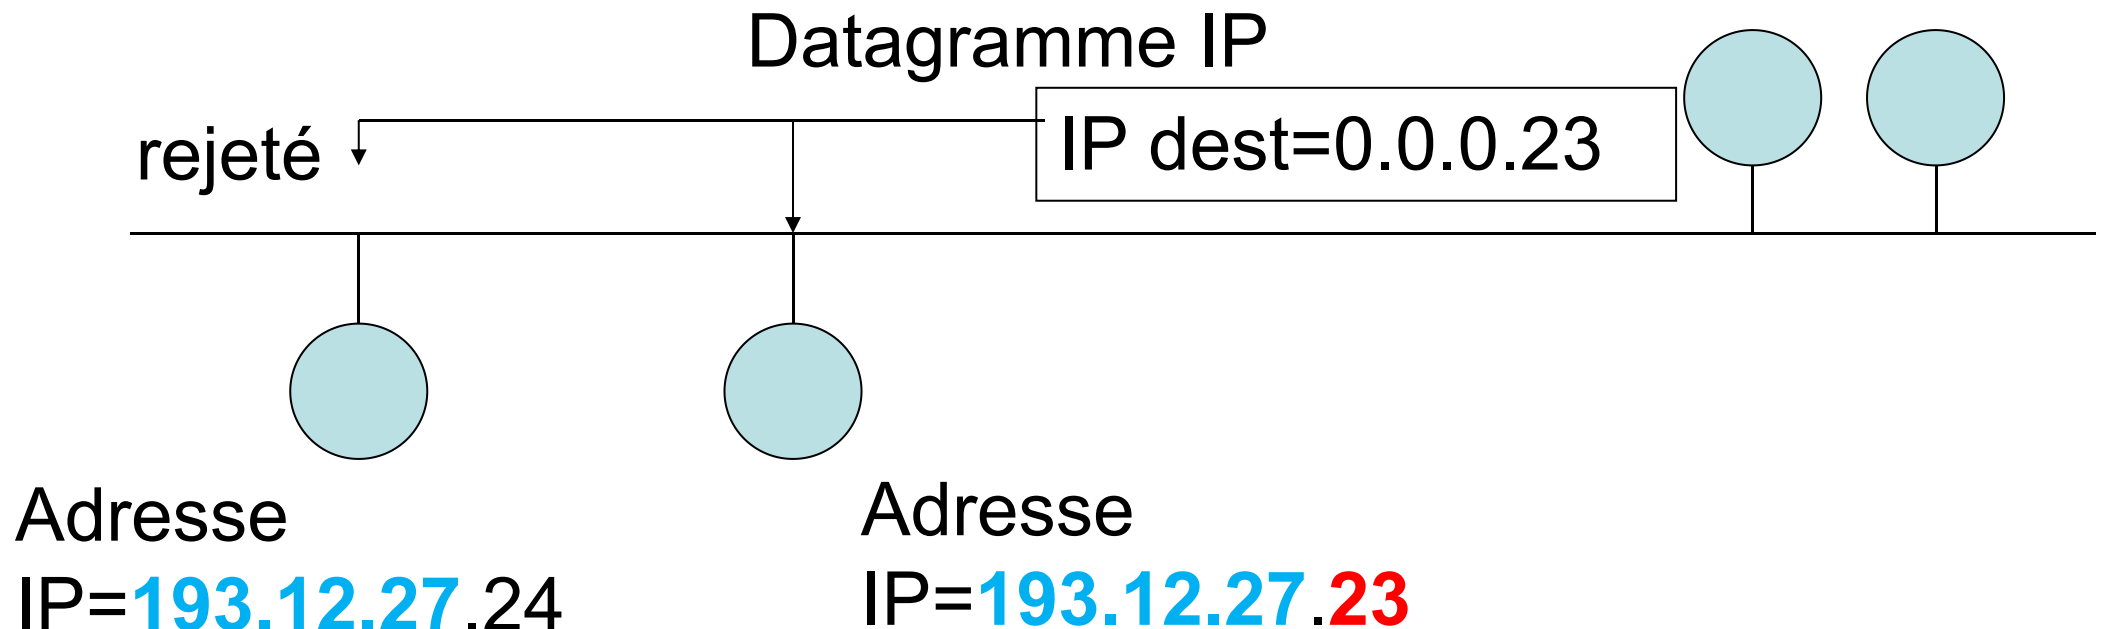 Datagramme IP
rejeté
IP dest=0.0.0.23
Adresse
IP=193.12.27.24
Adresse
IP=193.12.27.23